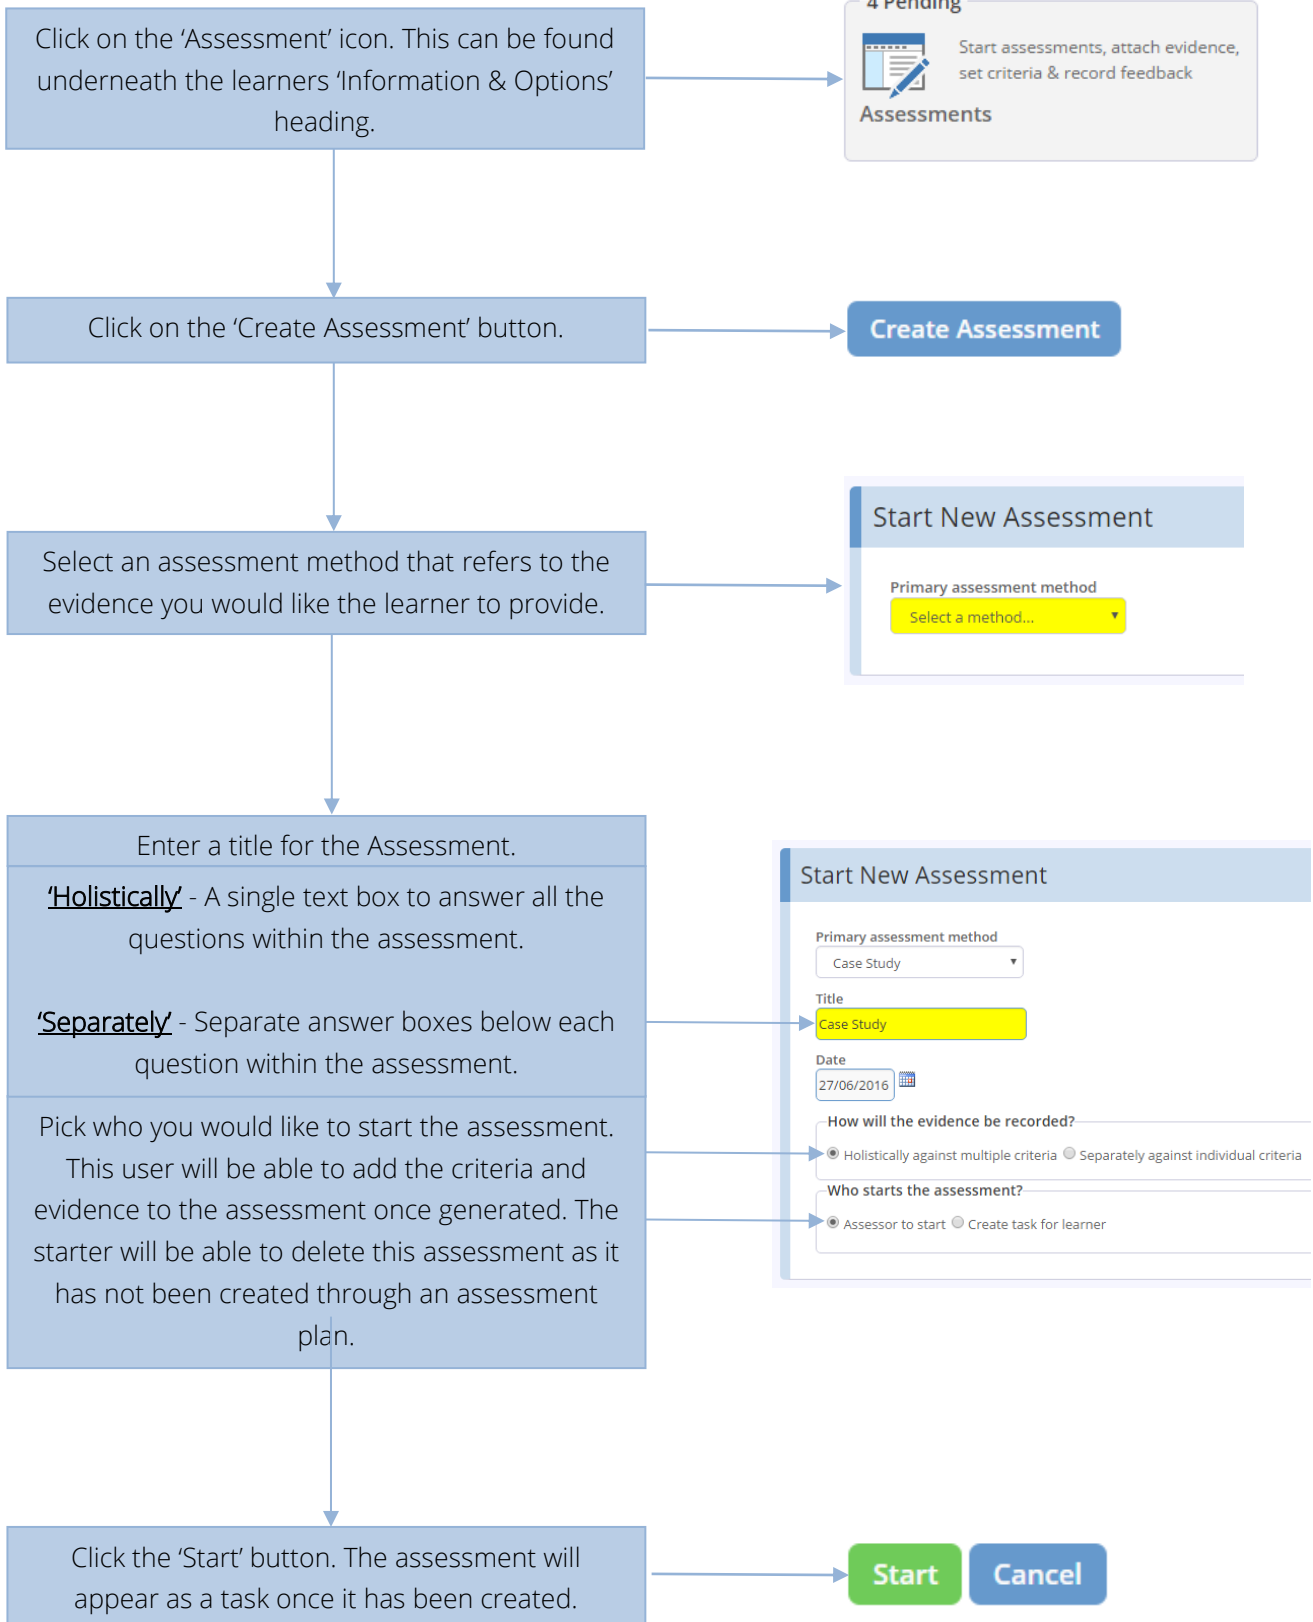 Click on the ‘Assessment’ icon. This can be found
underneath the learners ‘Information & Options’
heading.
4 Pending
Start assessments, attach evidence,
set criteria & record feedback
Assessments
Click on the ‘Create Assessment’ button.
Create Assessment
Select an assessment method that refers to the
evidence you would like the learner to provide.
Start New Assessment
Primary assessment method
Select a method...
Enter a title for the Assessment.
‘Holistically’ - A single text box to answer all the
questions within the assessment.
‘Separately’ - Separate answer boxes below each
question within the assessment.
Pick who you would like to start the assessment.
This user will be able to add the criteria and
evidence to the assessment once generated. The
starter will be able to delete this assessment as it
has not been created through an assessment
plan.
Start New Assessment
Primary assessment method
Case Study
Title
Case Study
Date
27/06/2016
How will the evidence be recorded?
Holistically against multiple criteria Separately against individual criteria
Who starts the assessment?
Assessor to start Create task for learner
Click the ‘Start’ button. The assessment will
appear as a task once it has been created.
Start Cancel